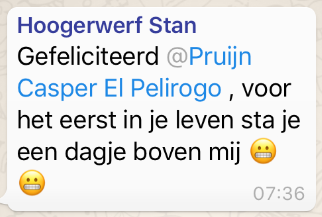 Hoogerwerf Stan
Gefeliciteerd @Pruijn
Casper El Pelirogo , voor
het eerst in je leven sta je
een dagje boven mij 😬
😬
07:36